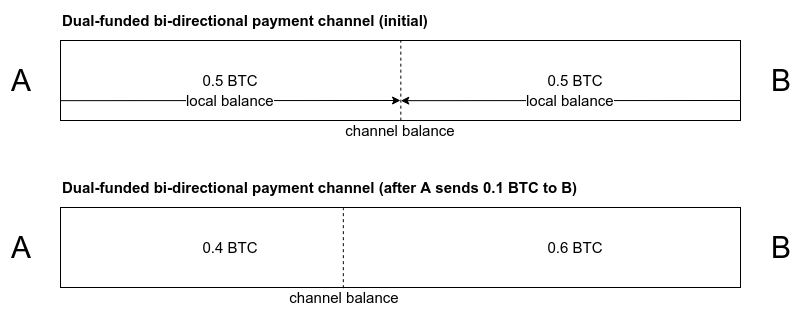 Dual-funded bi-directional payment channel (initial)
A
0.5 BTC
0.5 BTC
B
local balance
local balance
channel balance
Dual-funded bi-directional payment channel (after A sends 0.1 BTC to B)
A
0.4 BTC
0.6 BTC
B
channel balance